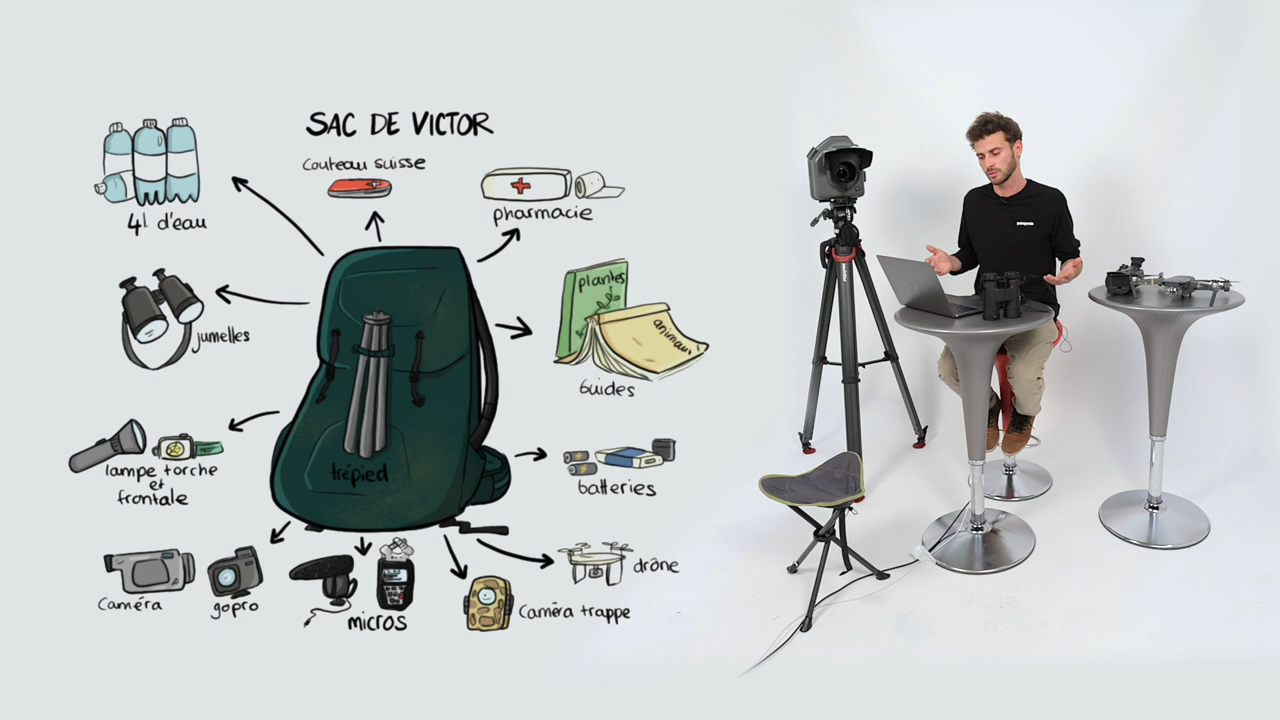 SAC DE VICTOR
couteau suisse
pharmacie
4l d'eau
plantes
animaux
jumelles
Guides
lampe torche
et
frontale
trépied
batteries
Caméra
gopro
micros
Caméra trappe
drône
patagonia